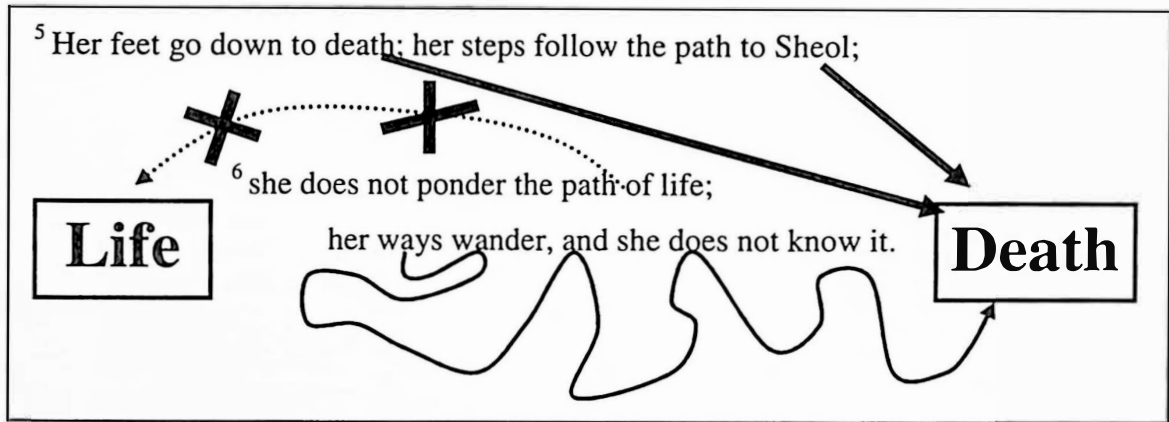 5 Her feet go down to death; her steps follow the path to Sheol;
6 she does not ponder the path of life;
Life
her ways wander, and she does not know it.
Death